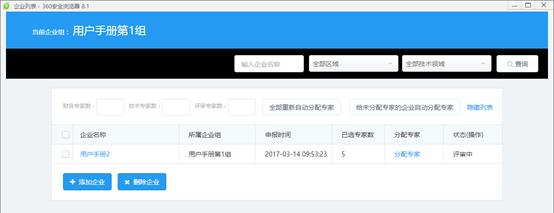 企业列表 - 360安全浏览器 8.1
当前企业组：用户手册第1组
输入企业名称 全部区域 全部技术领域 查询
财务专家数： 技术专家数： 评审专家数： 全部重新自动分配专家 给未分配专家的企业自动分配专家 隐藏列表
企业名称 所属企业组 申报时间 已选专家数 分配专家 状态(操作)
用户手册2 用户手册第1组 2017-03-14 09:53:23 5 分配专家 评审中
添加企业 删除企业